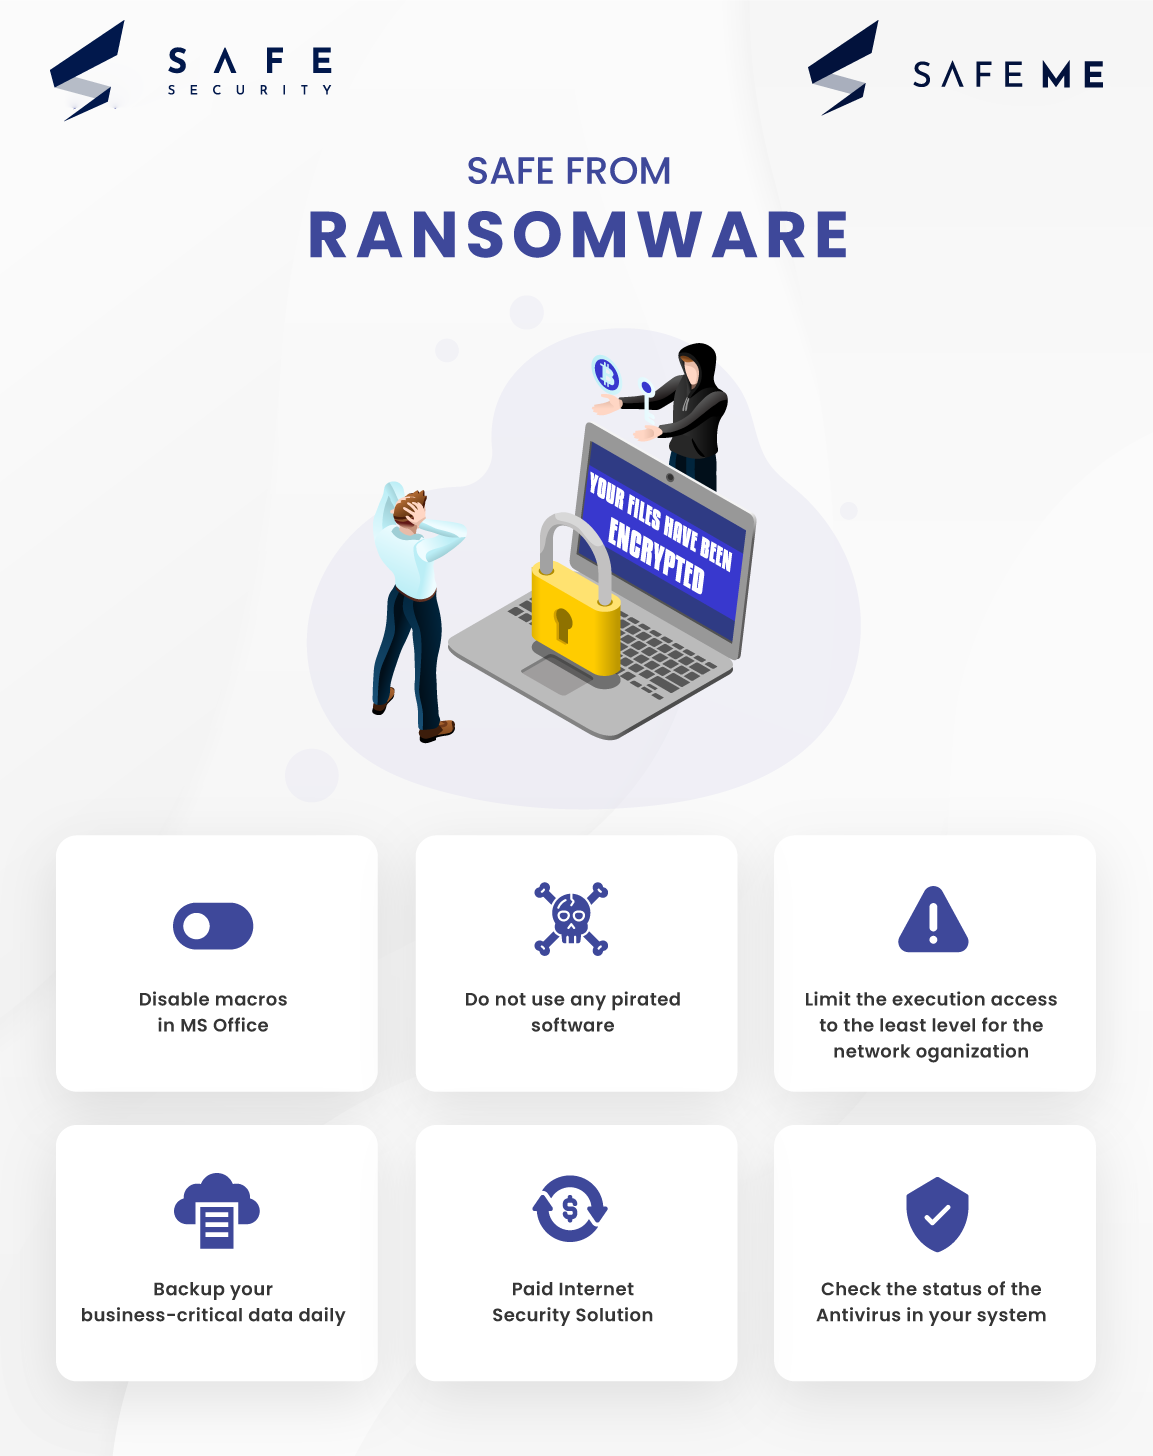 SAFE
SECURITY
SAFE ME
SAFE FROM
RANSOMWARE
YOUR FILES HAVE BEEN
ENCRYPTED
Disable macros
in MS Office
Do not use any pirated
software
Limit the execution access
to the least level for the
network oganization
Backup your
business-critical data daily
Paid Internet
Security Solution
Check the status of the
Antivirus in your system